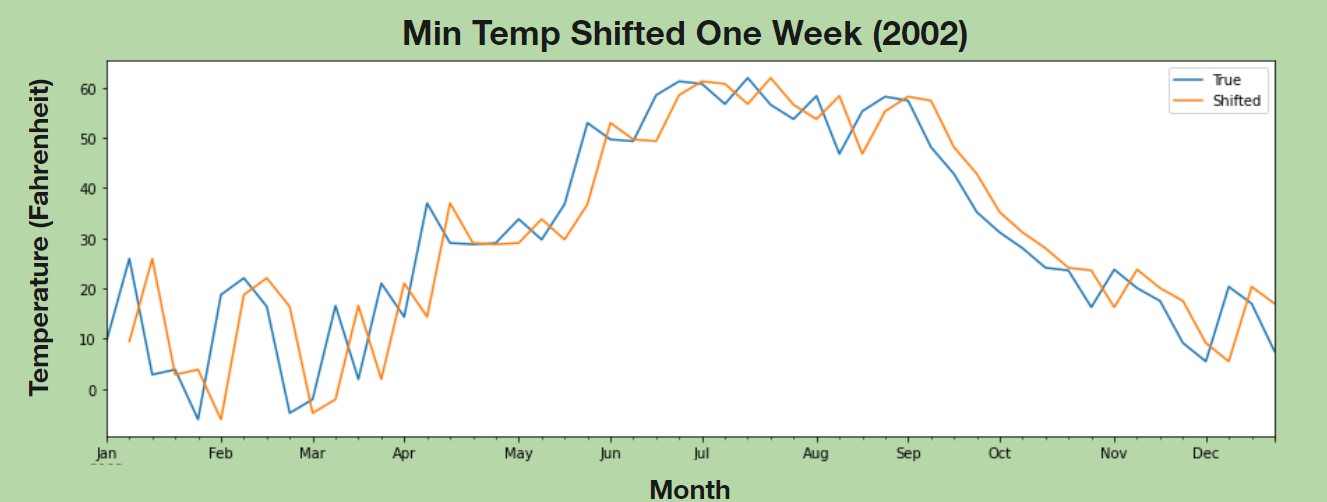 Min Temp Shifted One Week (2002)
Temperature (Fahrenheit)
60
50
40
30
20
10
0
True
Shifted
Jan Feb Mar Apr May Jun Jul Aug Sep Oct Nov Dec
Month